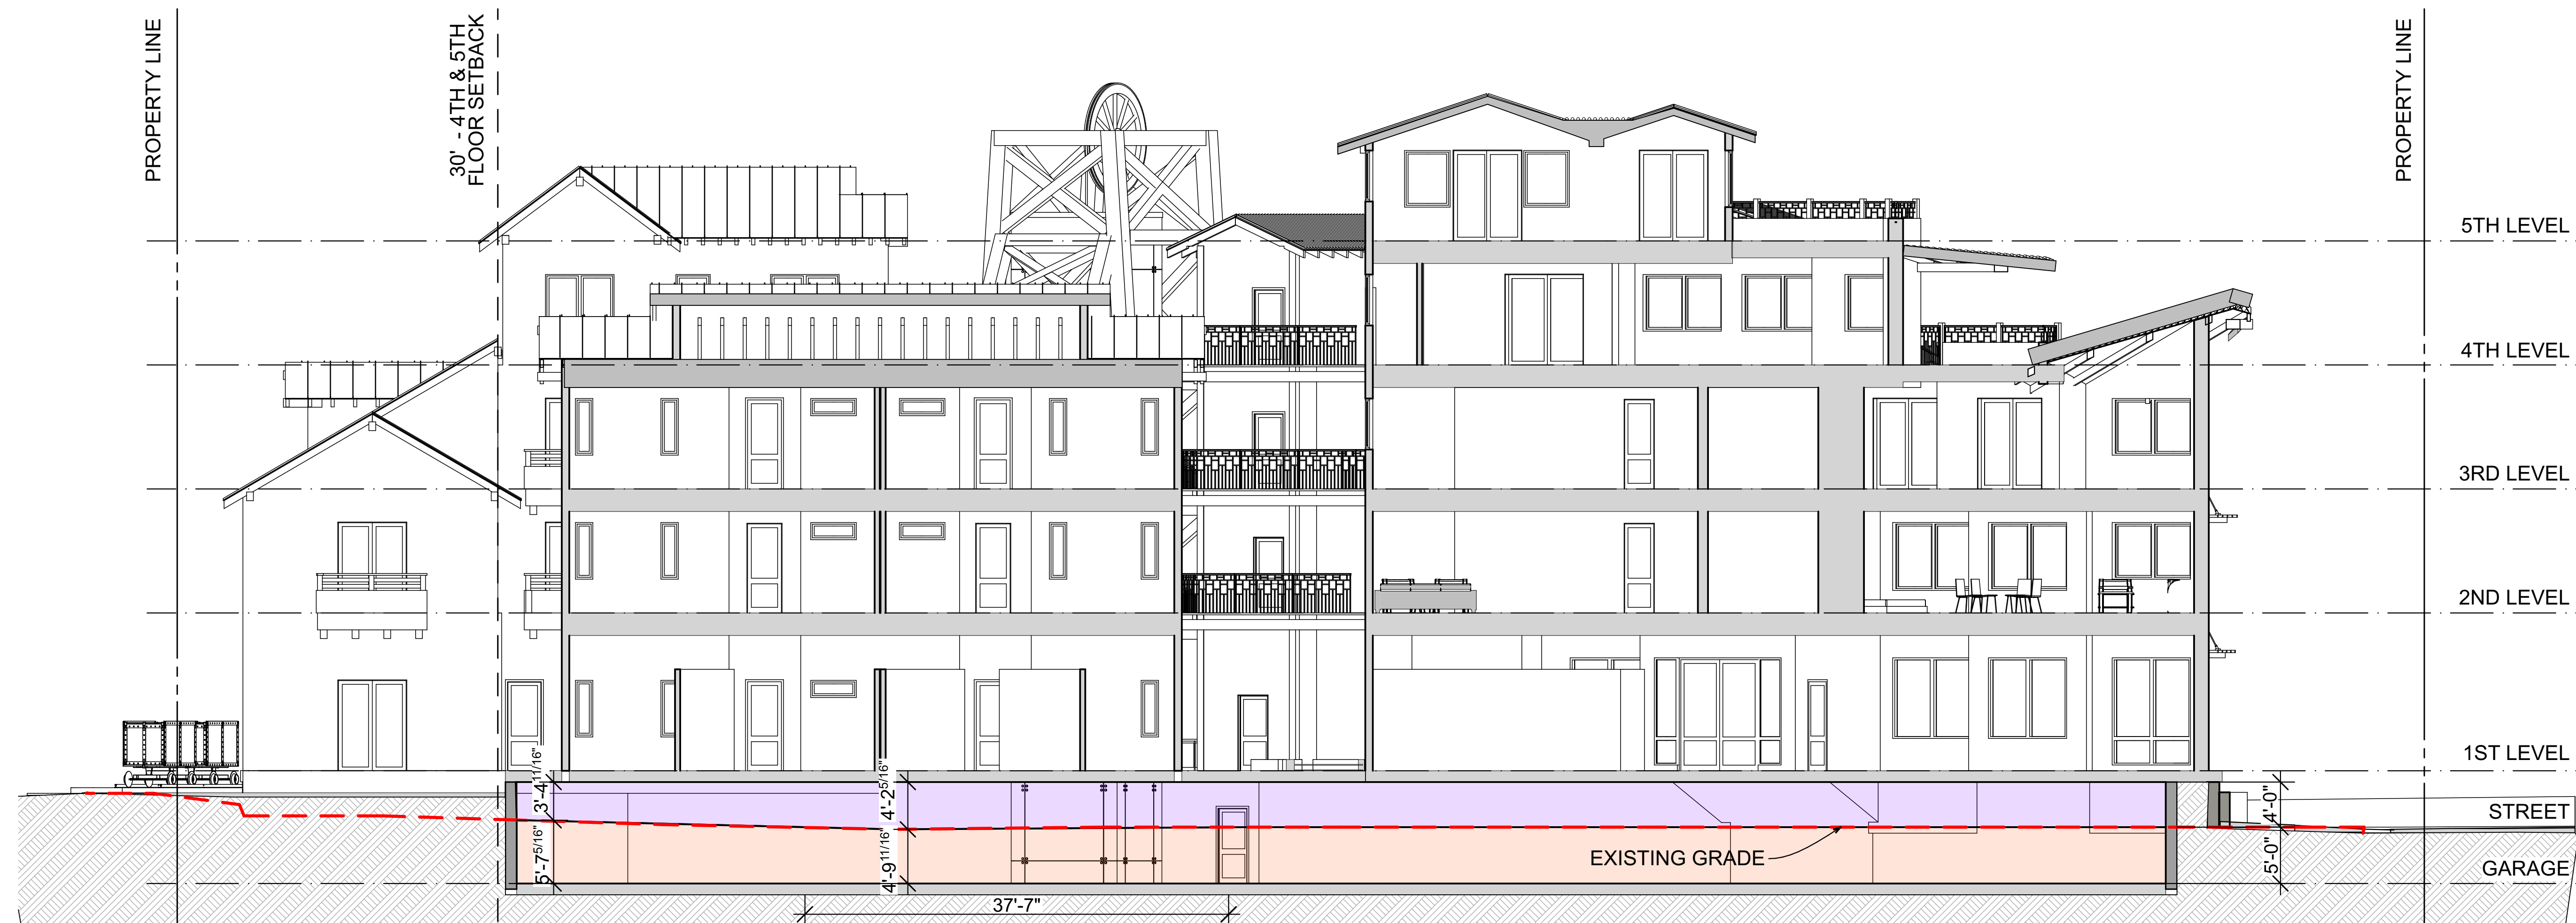 PROPERTY LINE
30' - 4TH & 5TH
FLOOR SETBACK
PROPERTY LINE
5TH LEVEL
4TH LEVEL
3RD LEVEL
2ND LEVEL
1ST LEVEL
3'-4 11/16"
4'-2 5/16"
4'-0"
STREET
EXISTING GRADE
5'-7 5/16"
4'-9 11/16"
5'-0"
GARAGE
37'-7"